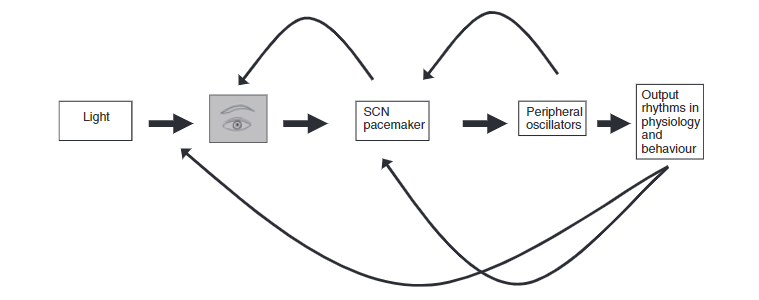 Light
SCN
pacemaker
Peripheral
oscillators
Output
rhythms in
physiology
and
behaviour